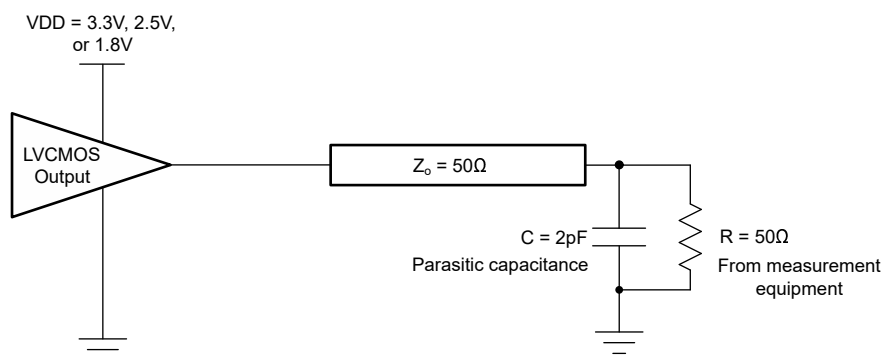 VDD = 3.3V, 2.5V,
or 1.8V
LVCMOS
Output
Zₒ = 50Ω
C = 2pF
Parasitic capacitance
R = 50Ω
From measurement
equipment